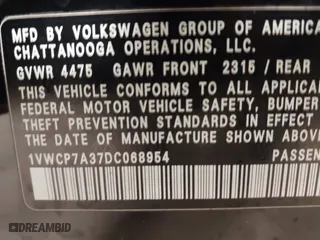 MFD BY VOLKSWAGEN GROUP OF AMERICA
CHATTANOOGA OPERATIONS, LLC.
GVWR 4475 GAWR FRONT 2315 / REAR
THIS VEHICLE CONFORMS TO ALL APPLICABL
FEDERAL MOTOR VEHICLE SAFETY, BUMPER
THEFT PREVENTION STANDARDS IN EFFECT
THE DATE OF MANUFACTURE SHOWN ABOVE
1VWCP7A37DC068954 PASSEN
DREAMBID